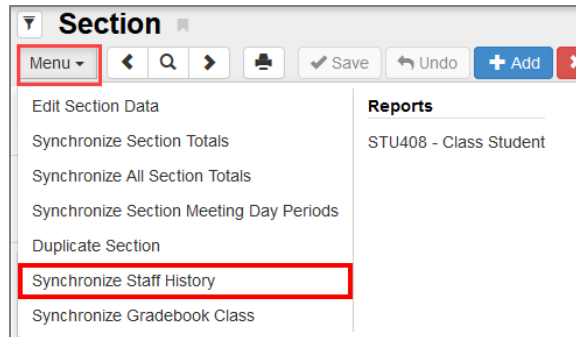 Section
Menu
Save
Undo
Add
Edit Section Data
Synchronize Section Totals
Synchronize All Section Totals
Synchronize Section Meeting Day Periods
Duplicate Section
Synchronize Staff History
Synchronize Gradebook Class
Reports
STU408 - Class Student